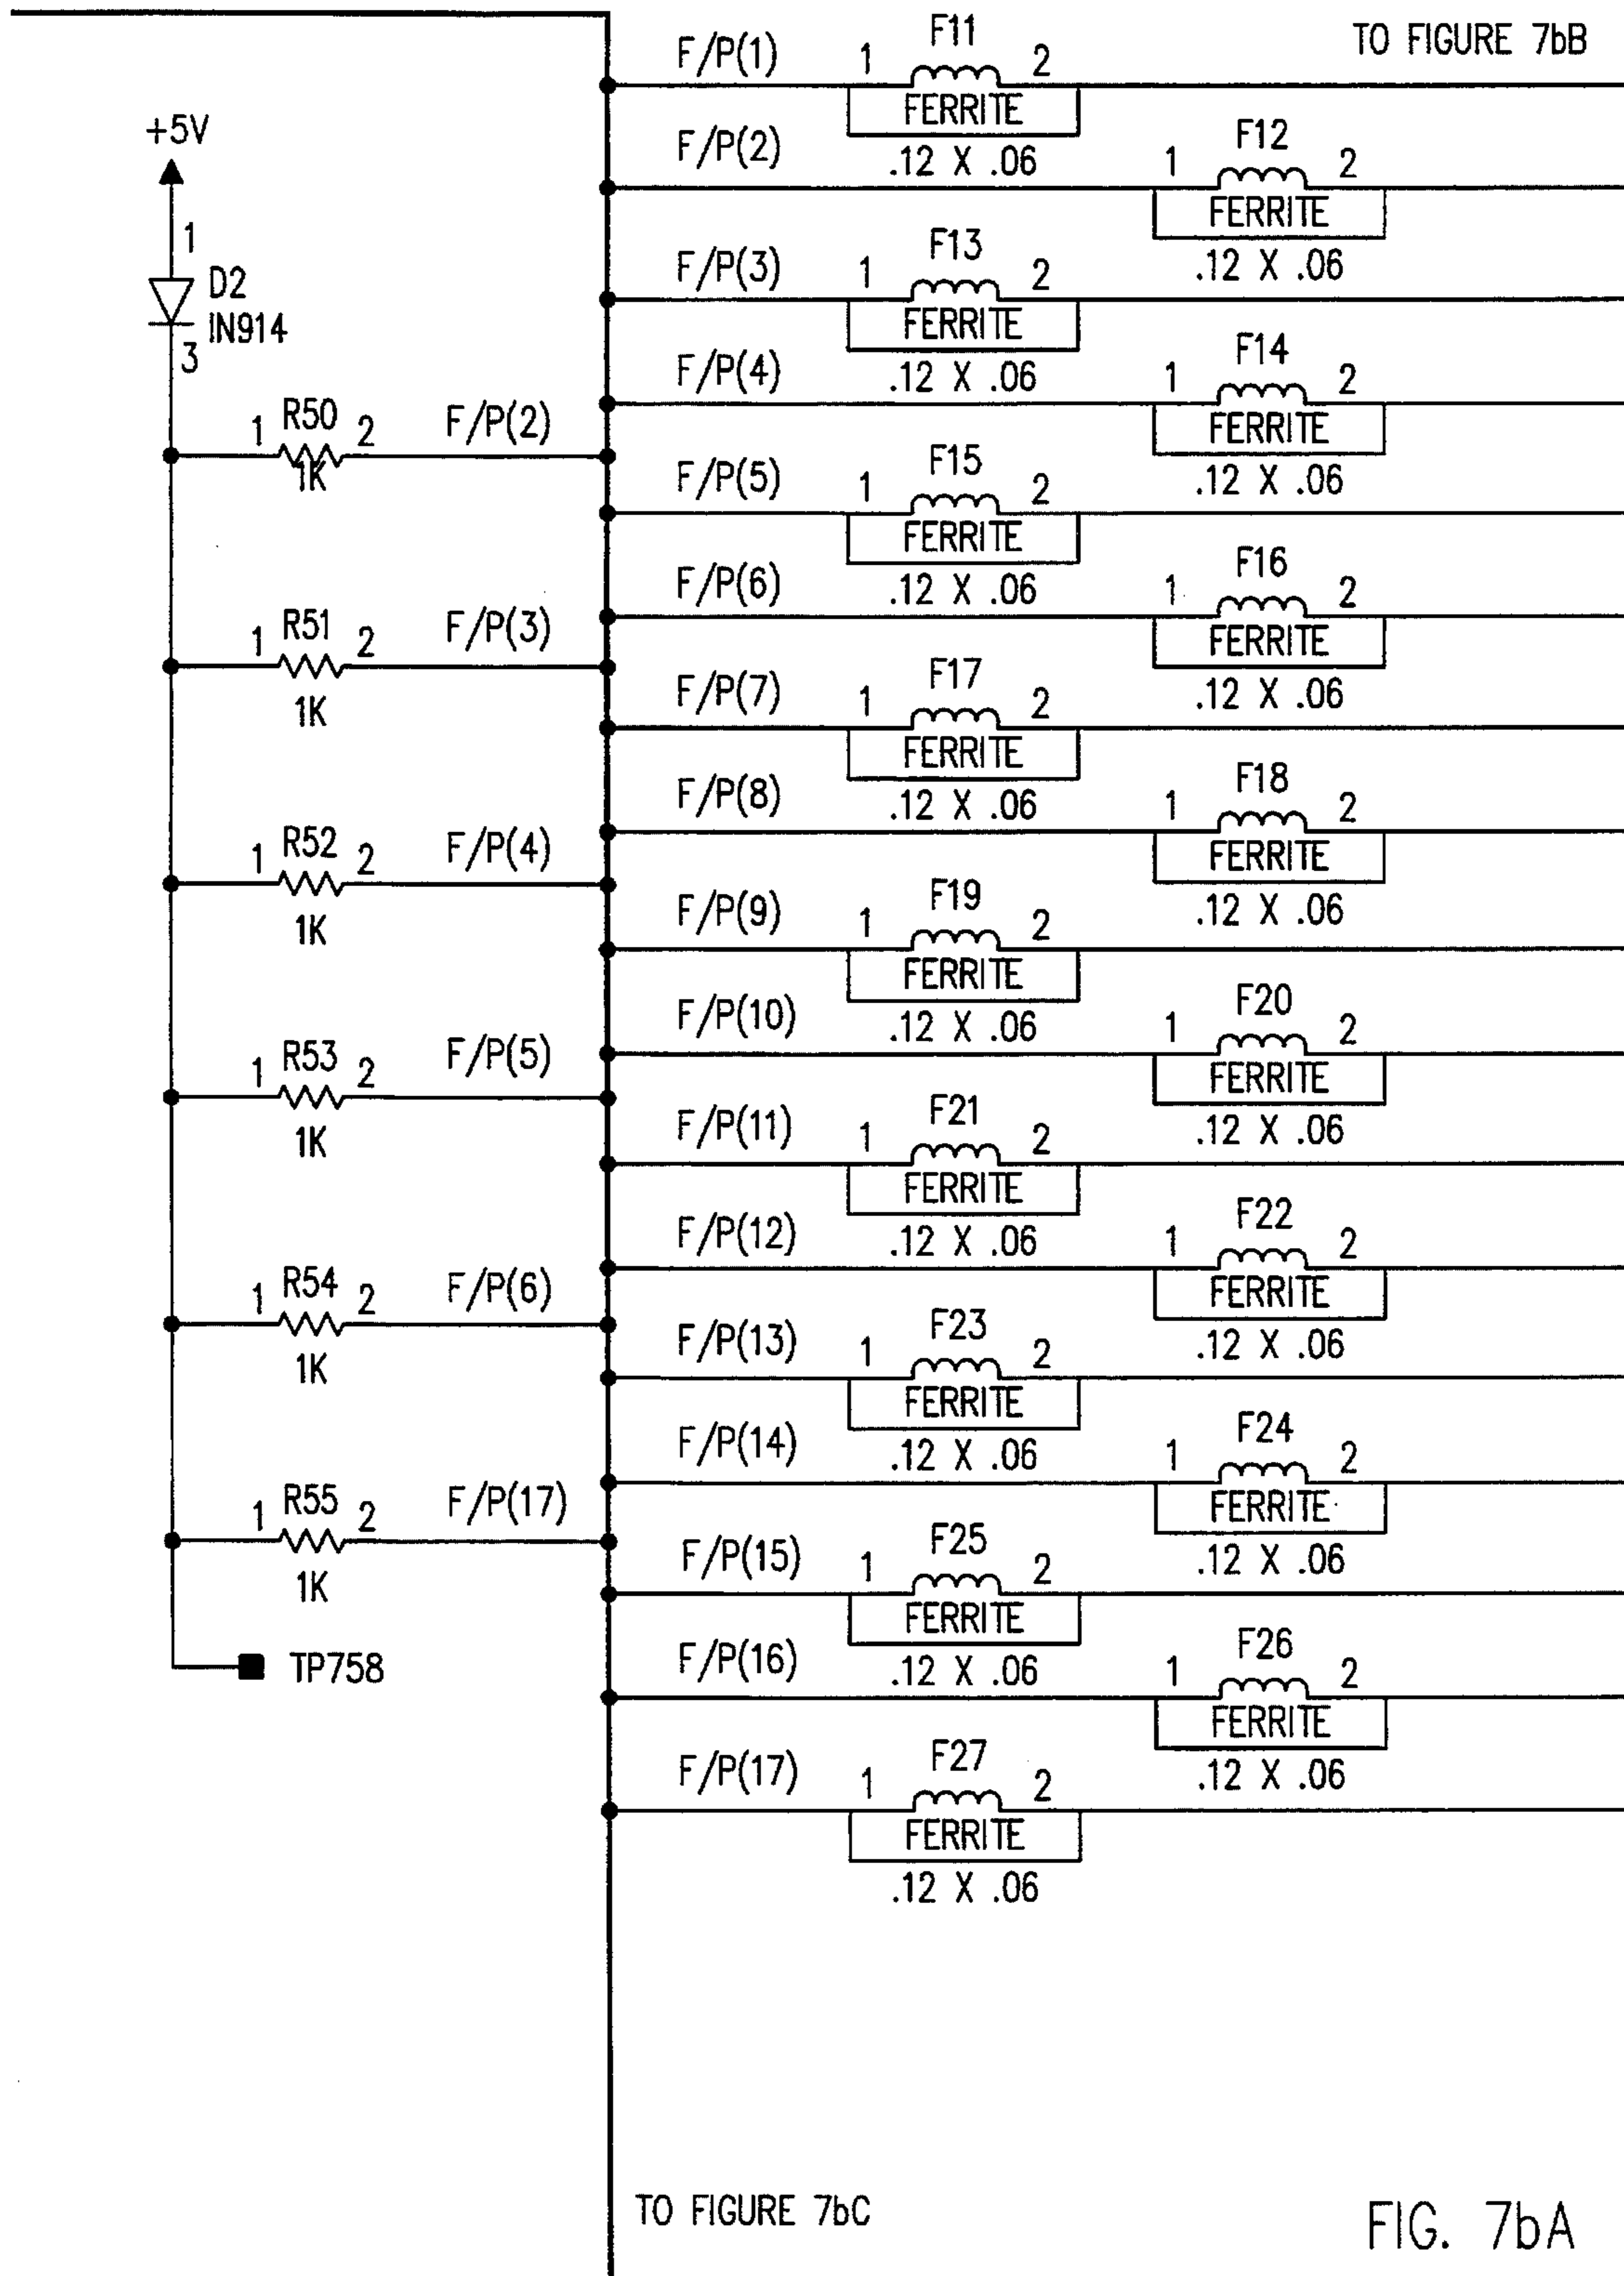 TO FIGURE 7bB
+5V
1
D2
IN914
3
1 R50 2 F/P(2)
1K
1 R51 2 F/P(3)
1K
1 R52 2 F/P(4)
1K
1 R53 2 F/P(5)
1K
1 R54 2 F/P(6)
1K
1 R55 2 F/P(17)
1K
TP758
F/P(1) 1 F11 2
FERRITE
.12 X .06
F/P(2) 1 F12 2
FERRITE
.12 X .06
F/P(3) 1 F13 2
FERRITE
.12 X .06
F/P(4) 1 F14 2
FERRITE
.12 X .06
F/P(5) 1 F15 2
FERRITE
.12 X .06
F/P(6) 1 F16 2
FERRITE
.12 X .06
F/P(7) 1 F17 2
FERRITE
.12 X .06
F/P(8) 1 F18 2
FERRITE
.12 X .06
F/P(9) 1 F19 2
FERRITE
.12 X .06
F/P(10) 1 F20 2
FERRITE
.12 X .06
F/P(11) 1 F21 2
FERRITE
.12 X .06
F/P(12) 1 F22 2
FERRITE
.12 X .06
F/P(13) 1 F23 2
FERRITE
.12 X .06
F/P(14) 1 F24 2
FERRITE
.12 X .06
F/P(15) 1 F25 2
FERRITE
.12 X .06
F/P(16) 1 F26 2
FERRITE
.12 X .06
F/P(17) 1 F27 2
FERRITE
.12 X .06
TO FIGURE 7bC
FIG. 7bA